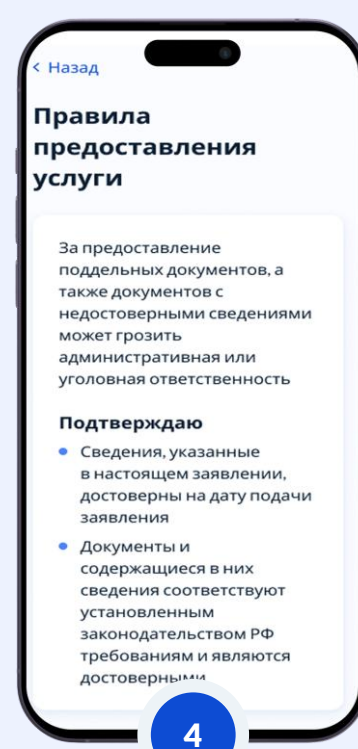 < Назад
Правила
предоставления
услуги
За предоставление
поддельных документов, а
также документов с
недостоверными сведениями
может грозить
административная или
уголовная ответственность
Подтверждаю
• Сведения, указанные
в настоящем заявлении,
достоверны на дату подачи
заявления
• Документы и
содержащиеся в них
сведения соответствуют
установленным
законодательством РФ
требованиям и являются
достоверными
4